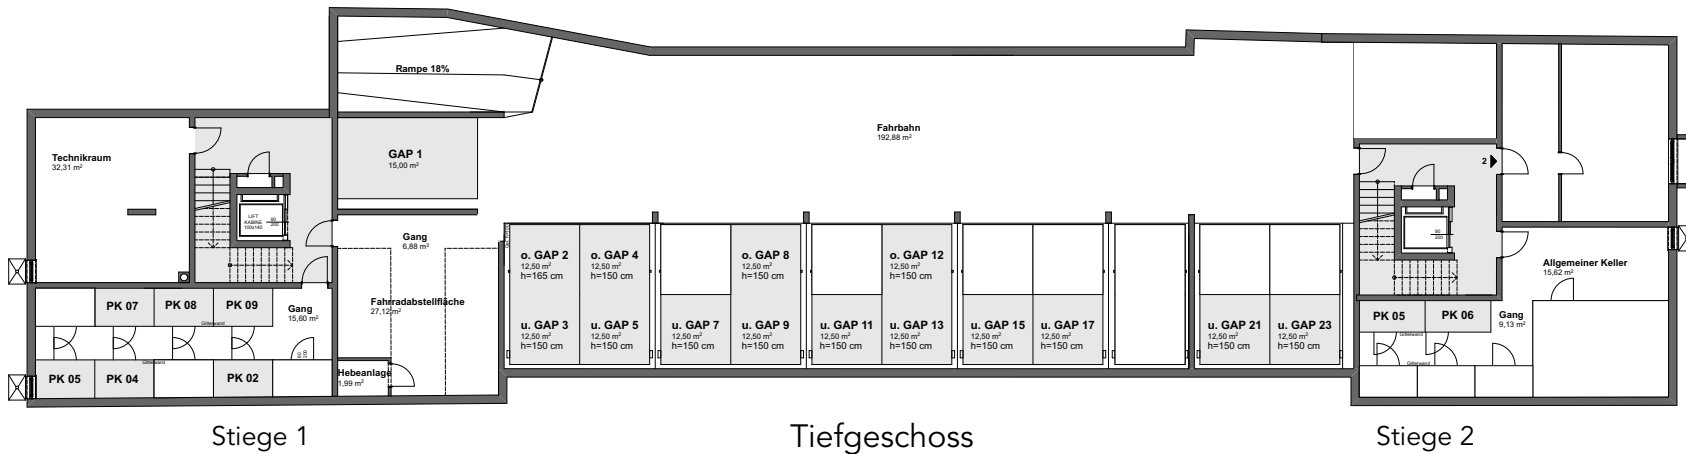 Rampe 18%
Fahrbahn
192,88 m²
Technikraum
32,31 m²
GAP 1
15,00 m²
LIFT
KABINE
100x140
90
200
Gang
6,88 m²
2
90
200
o. GAP 2
12,50 m²
h=165 cm
o. GAP 4
12,50 m²
h=150 cm
o. GAP 8
12,50 m²
h=150 cm
o. GAP 12
12,50 m²
h=150 cm
Allgemeiner Keller
15,62 m²
PK 07
PK 08
PK 09
Gang
15,60 m²
Gitterwand
Fahrradabstellfläche
27,12 m²
u. GAP 3
12,50 m²
h=150 cm
u. GAP 5
12,50 m²
h=150 cm
u. GAP 7
12,50 m²
h=150 cm
u. GAP 9
12,50 m²
h=150 cm
u. GAP 11
12,50 m²
h=150 cm
u. GAP 13
12,50 m²
h=150 cm
u. GAP 15
12,50 m²
h=150 cm
u. GAP 17
12,50 m²
h=150 cm
u. GAP 21
12,50 m²
h=150 cm
u. GAP 23
12,50 m²
h=150 cm
PK 05
PK 06
Gang
9,13 m²
Gitterwand
Gitterwand
80
200
Gitterwand
PK 05
PK 04
PK 02
Hebeanlage
1,99 m²
Stiege 1
Tiefgeschoss
Stiege 2